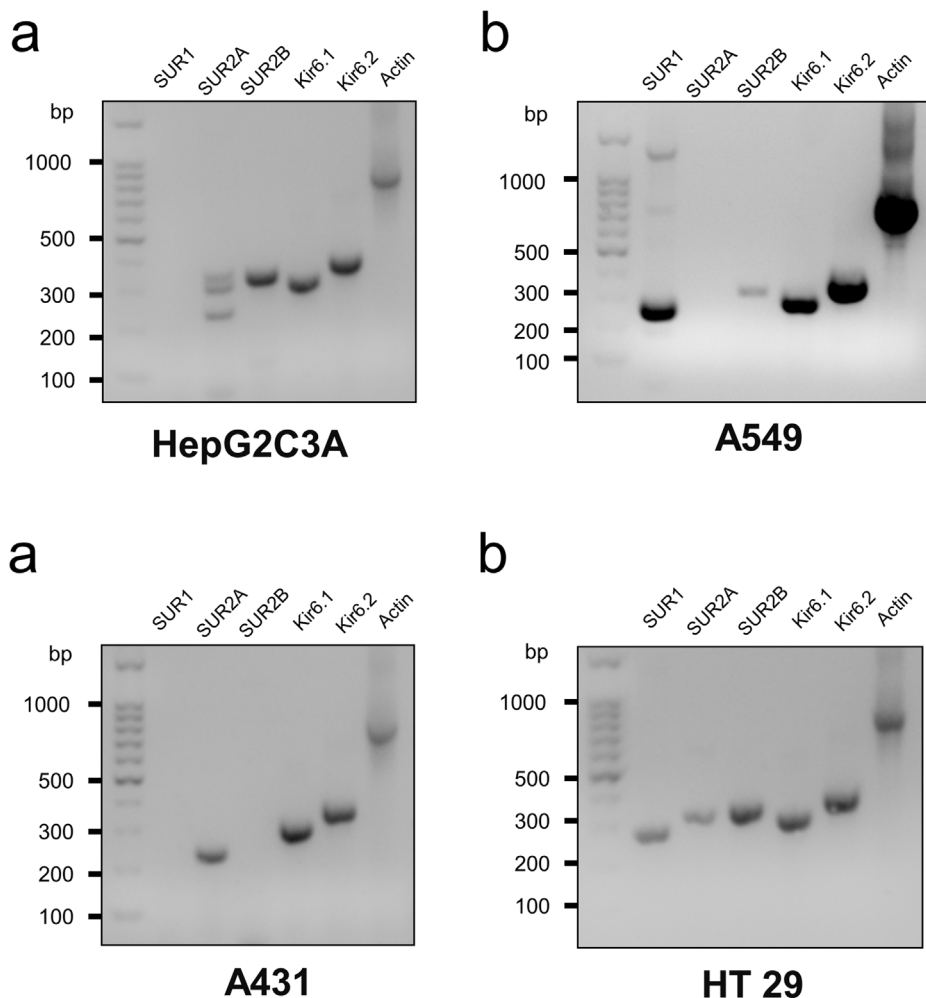 a
SUR1 SUR2A SUR2B Kir6.1 Kir6.2 Actin
bp
1000
500
300
200
100
HepG2C3A
b
SUR1 SUR2A SUR2B Kir6.1 Kir6.2 Actin
bp
1000
500
300
200
100
A549
a
SUR1 SUR2A SUR2B Kir6.1 Kir6.2 Actin
bp
1000
500
300
200
100
A431
b
SUR1 SUR2A SUR2B Kir6.1 Kir6.2 Actin
bp
1000
500
300
200
100
HT 29